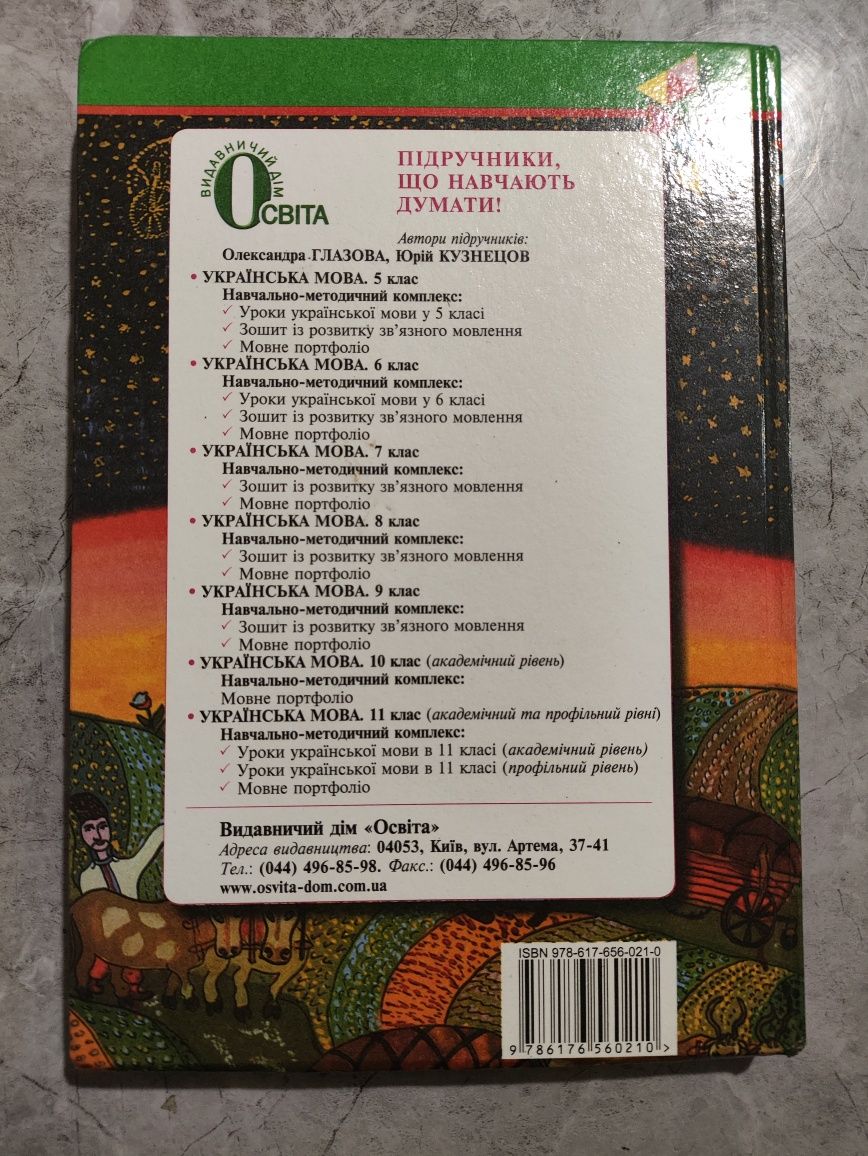 ВИДАВНИЧИЙ ДІМ
ОСВІТА
ПІДРУЧНИКИ,
ЩО НАВЧАЮТЬ
ДУМАТИ!
Автори підручників:
Олександра ГЛАЗОВА, Юрій КУЗНЕЦОВ
• УКРАЇНСЬКА МОВА. 5 клас
Навчально-методичний комплекс:
✓ Уроки української мови у 5 класі
✓ Зошит із розвитку зв'язного мовлення
✓ Мовне портфоліо
• УКРАЇНСЬКА МОВА. 6 клас
Навчально-методичний комплекс:
✓ Уроки української мови у 6 класі
✓ Зошит із розвитку зв'язного мовлення
✓ Мовне портфоліо
• УКРАЇНСЬКА МОВА. 7 клас
Навчально-методичний комплекс:
✓ Зошит із розвитку зв'язного мовлення
✓ Мовне портфоліо
• УКРАЇНСЬКА МОВА. 8 клас
Навчально-методичний комплекс:
✓ Зошит із розвитку зв'язного мовлення
✓ Мовне портфоліо
• УКРАЇНСЬКА МОВА. 9 клас
Навчально-методичний комплекс:
✓ Зошит із розвитку зв'язного мовлення
✓ Мовне портфоліо
• УКРАЇНСЬКА МОВА. 10 клас (академічний рівень)
Навчально-методичний комплекс:
Мовне портфоліо
• УКРАЇНСЬКА МОВА. 11 клас (академічний та профільний рівні)
Навчально-методичний комплекс:
✓ Уроки української мови в 11 класі (академічний рівень)
✓ Уроки української мови в 11 класі (профільний рівень)
✓ Мовне портфоліо
Видавничий дім «Освіта»
Адреса видавництва: 04053, Київ, вул. Артема, 37-41
Тел.: (044) 496-85-98. Факс.: (044) 496-85-96
www.osvita-dom.com.ua
ISBN 978-617-656-021-0
9 786176 560210 >